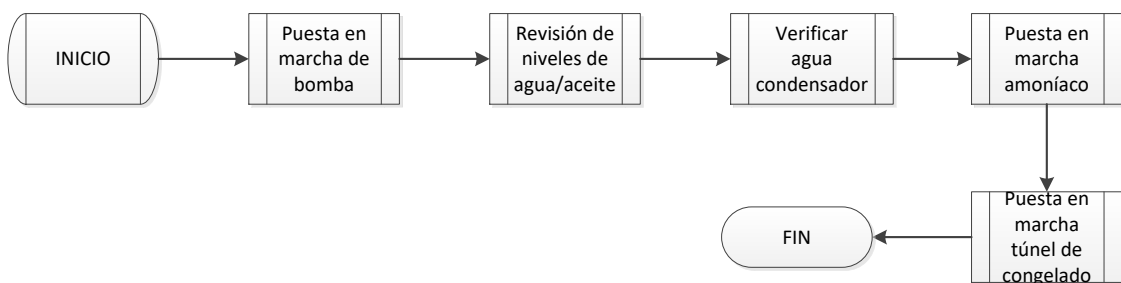 INICIO
Puesta en
marcha de
bomba
Revisión de
niveles de
agua/aceite
Verificar
agua
condensador
Puesta en
marcha
amoníaco
Puesta en
marcha
túnel de
congelado
FIN